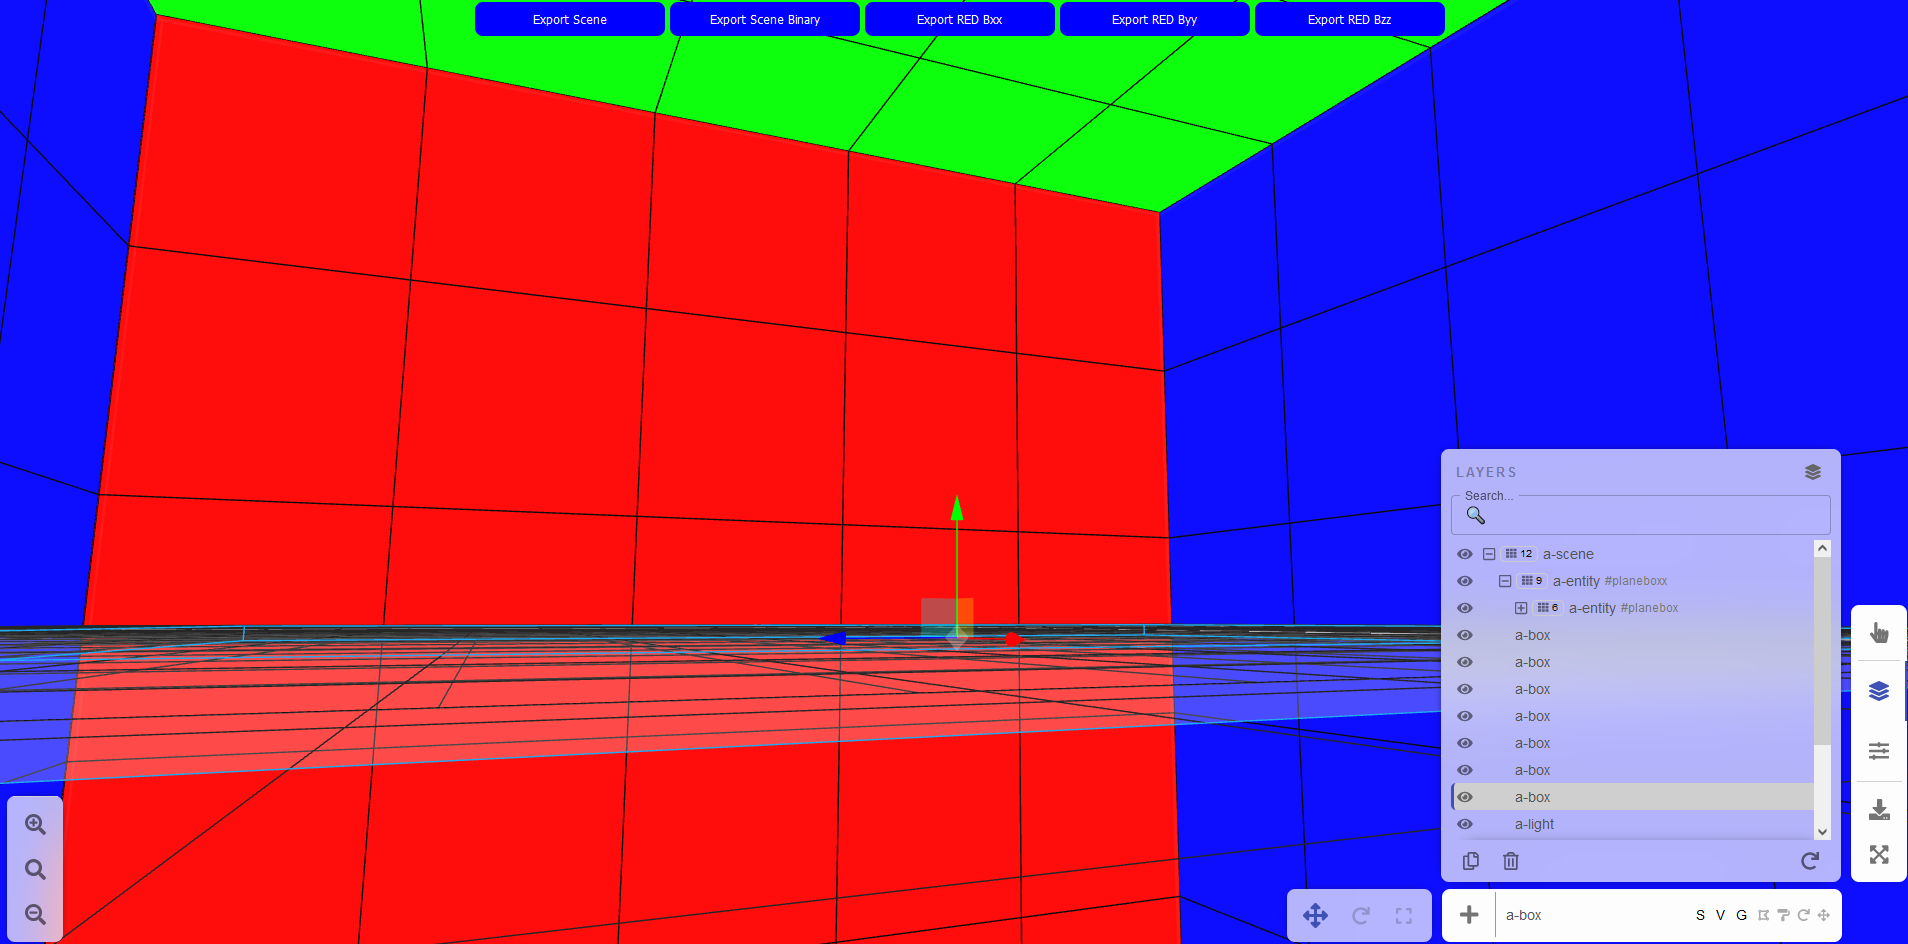 Export Scene
Export Scene Binary
Export RED Bxx
Export RED Byy
Export RED Bzz
LAYERS
Search...
12 a-scene
9 a-entity #planeboxx
6 a-entity #planebox
a-box
a-box
a-box
a-box
a-box
a-box
a-box
a-light
a-box S V G